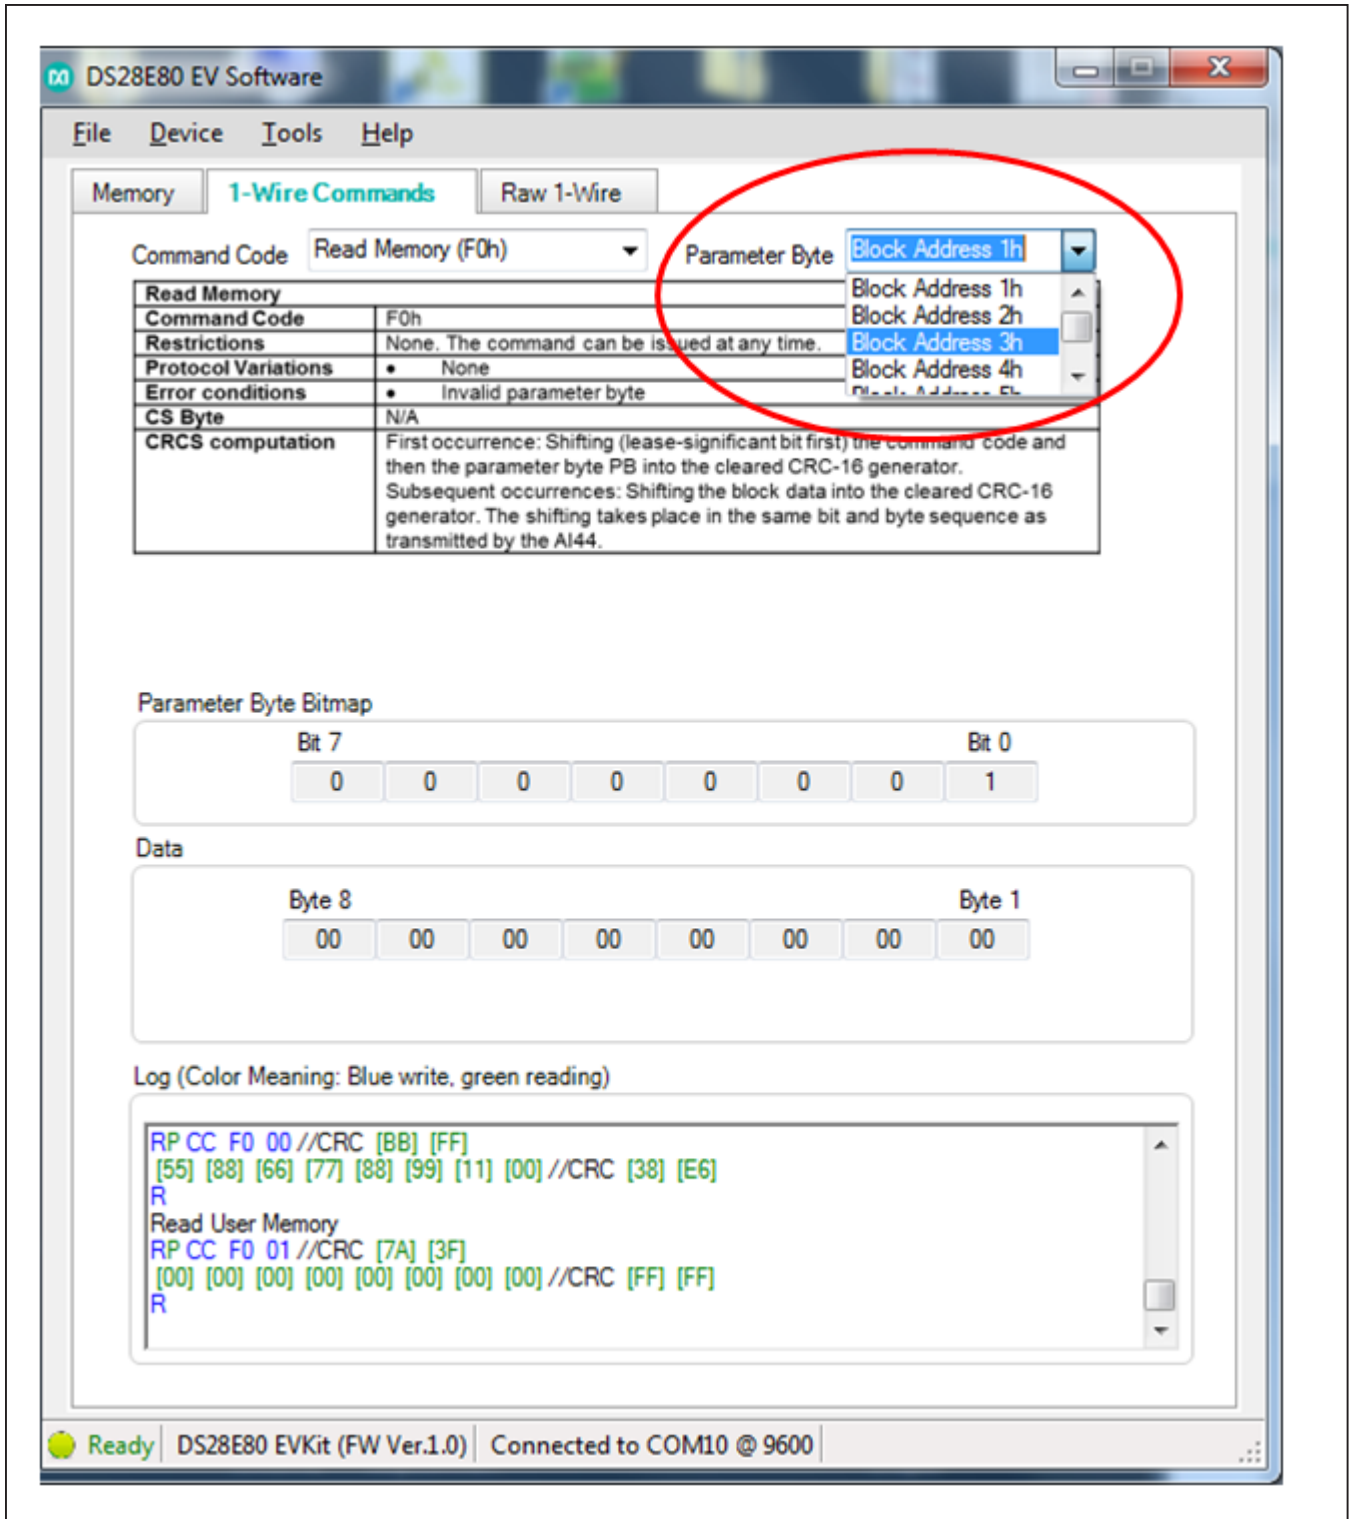 DS28E80 EV Software
File Device Tools Help
Memory 1-Wire Commands Raw 1-Wire
Command Code Read Memory (F0h) Parameter Byte Block Address 1h
Block Address 1h
Block Address 2h
Block Address 3h
Block Address 4h
Block Address 5h
Read Memory
Command Code F0h
Restrictions None. The command can be issued at any time.
Protocol Variations • None
Error conditions • Invalid parameter byte
CS Byte N/A
CRCS computation First occurrence: Shifting (lease-significant bit first) the command code and
then the parameter byte PB into the cleared CRC-16 generator.
Subsequent occurrences: Shifting the block data into the cleared CRC-16
generator. The shifting takes place in the same bit and byte sequence as
transmitted by the AI44.
Parameter Byte Bitmap
Bit 7 Bit 0
0 0 0 0 0 0 0 1
Data
Byte 8 Byte 1
00 00 00 00 00 00 00 00
Log (Color Meaning: Blue write, green reading)
RP CC F0 00 //CRC [BB] [FF]
[55] [88] [66] [77] [88] [99] [11] [00] //CRC [38] [E6]
R
Read User Memory
RP CC F0 01 //CRC [7A] [3F]
[00] [00] [00] [00] [00] [00] [00] [00] //CRC [FF] [FF]
R
Ready DS28E80 EVKit (FW Ver.1.0) Connected to COM10 @ 9600